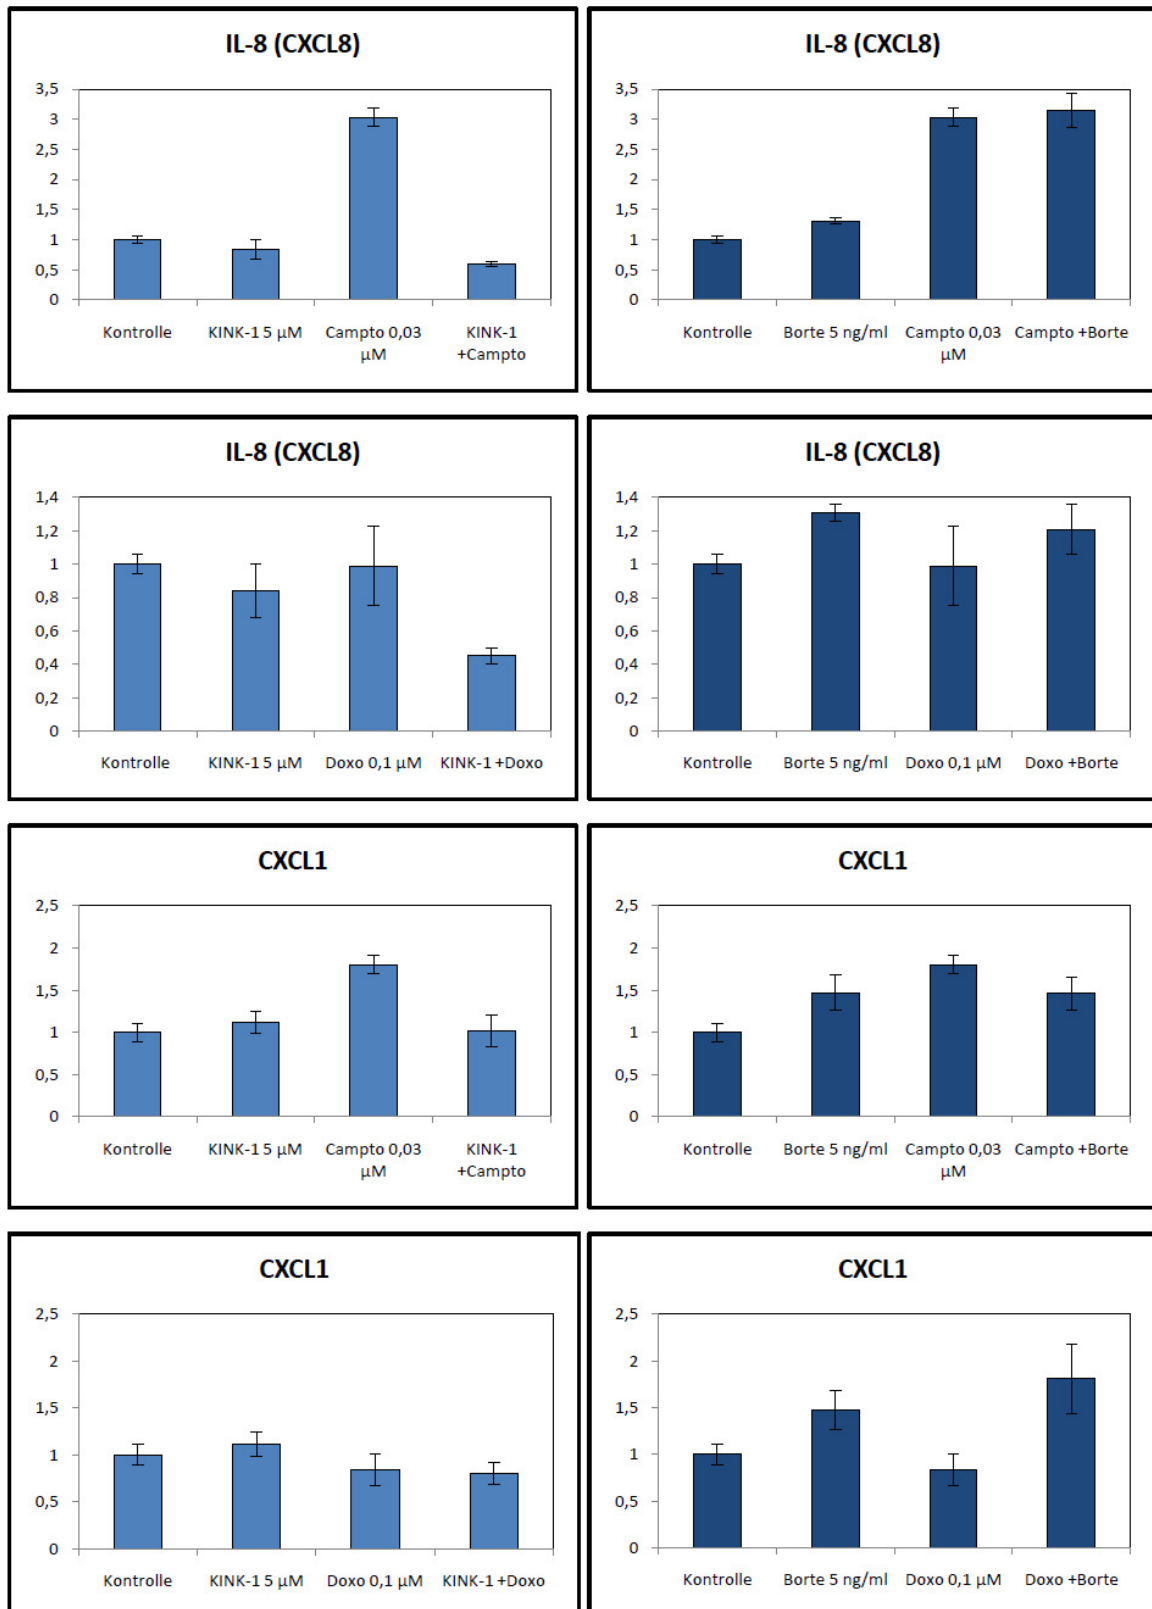 IL-8 (CXCL8)
3,5
3
2,5
2
1,5
1
0,5
0
Kontrolle KINK-1 5 µM Campto 0,03 KINK-1
µM +Campto
IL-8 (CXCL8)
3,5
3
2,5
2
1,5
1
0,5
0
Kontrolle Borte 5 ng/ml Campto 0,03 Campto +Borte
µM
IL-8 (CXCL8)
1,4
1,2
1
0,8
0,6
0,4
0,2
0
Kontrolle KINK-1 5 µM Doxo 0,1 µM KINK-1 +Doxo
IL-8 (CXCL8)
1,4
1,2
1
0,8
0,6
0,4
0,2
0
Kontrolle Borte 5 ng/ml Doxo 0,1 µM Doxo +Borte
CXCL1
2,5
2
1,5
1
0,5
0
Kontrolle KINK-1 5 µM Campto 0,03 KINK-1
µM +Campto
CXCL1
2,5
2
1,5
1
0,5
0
Kontrolle Borte 5 ng/ml Campto 0,03 Campto +Borte
µM
CXCL1
2,5
2
1,5
1
0,5
0
Kontrolle KINK-1 5 µM Doxo 0,1 µM KINK-1 +Doxo
CXCL1
2,5
2
1,5
1
0,5
0
Kontrolle Borte 5 ng/ml Doxo 0,1 µM Doxo +Borte